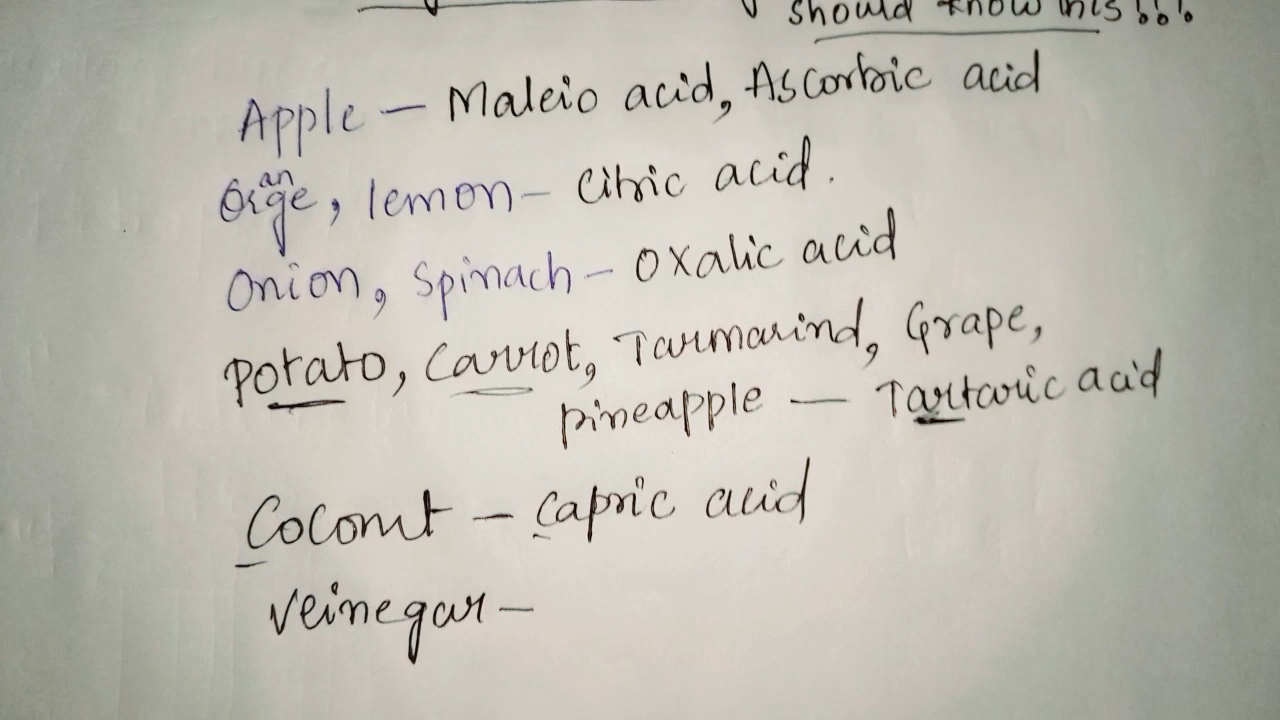 should know this!!!
Apple – Maleio acid, Ascorbic acid
Orange, lemon – Citric acid.
Onion, Spinach – Oxalic acid
Potato, Carrot, Tarmarind, Grape,
pineapple – Tartaric acid
Coconut – Capric acid
Veinegar –